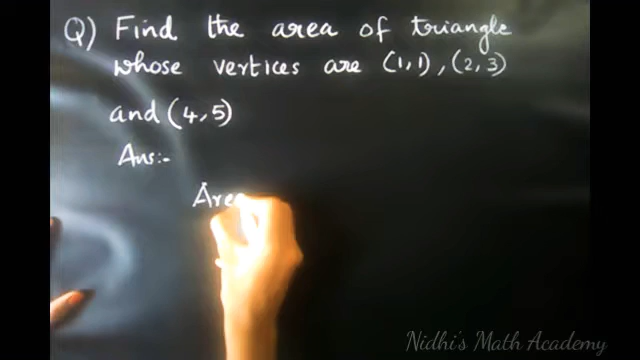 Q) Find the area of triangle
whose vertices are (1,1), (2,3)
and (4,5)
Ans:-
Area
Nidhi's Math Academy